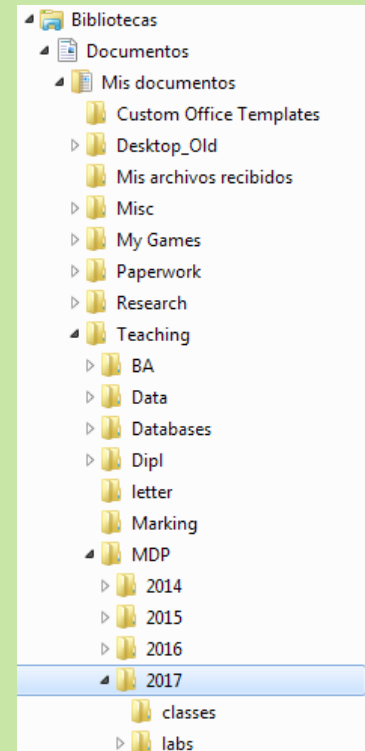 Bibliotecas
Documentos
Mis documentos
Custom Office Templates
Desktop_Old
Mis archivos recibidos
Misc
My Games
Paperwork
Research
Teaching
BA
Data
Databases
Dipl
letter
Marking
MDP
2014
2015
2016
2017
classes
labs